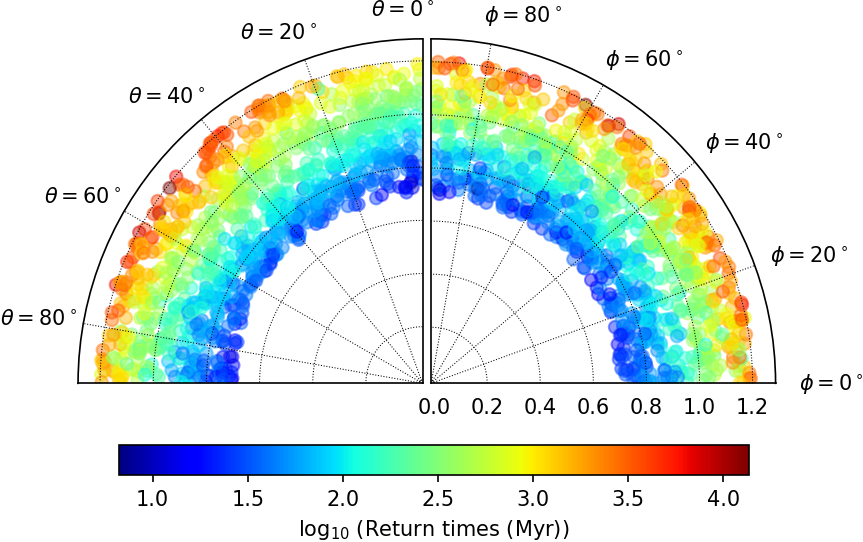 θ = 0°
ϕ = 80°
θ = 20°
ϕ = 60°
θ = 40°
ϕ = 40°
θ = 60°
ϕ = 20°
θ = 80°
ϕ = 0°
0.0 0.2 0.4 0.6 0.8 1.0 1.2
1.0 1.5 2.0 2.5 3.0 3.5 4.0
log₁₀ (Return times (Myr))